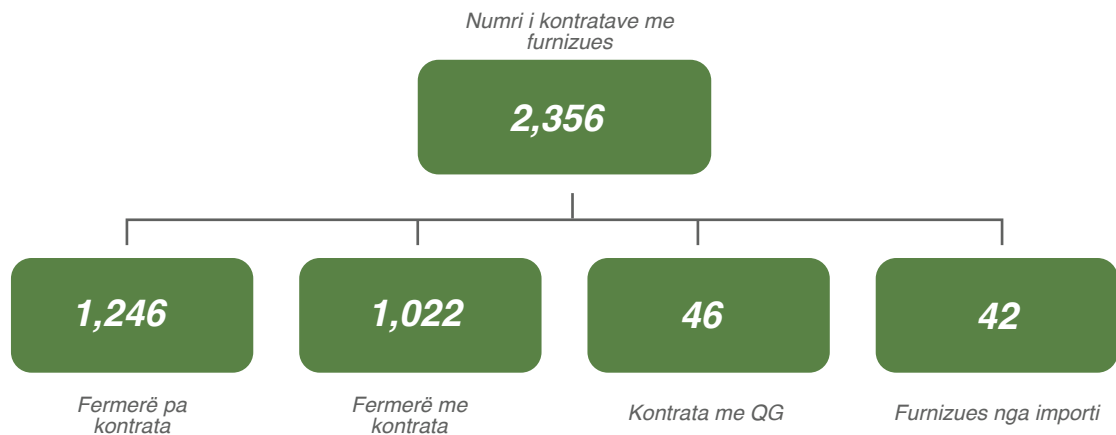 Numri i kontratave me
furnizues
2,356
1,246
1,022
46
42
Fermerë pa
kontrata
Fermerë me
kontrata
Kontrata me QG
Furnizues nga importi